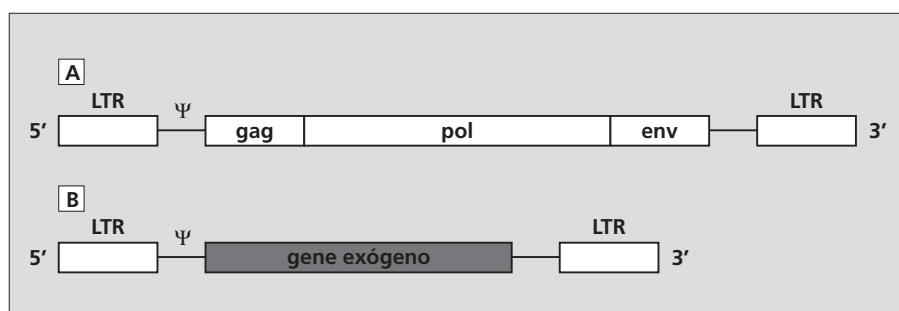 A
LTR Ψ LTR
5′ gag pol env 3′
B
LTR Ψ LTR
5′ gene exógeno 3′